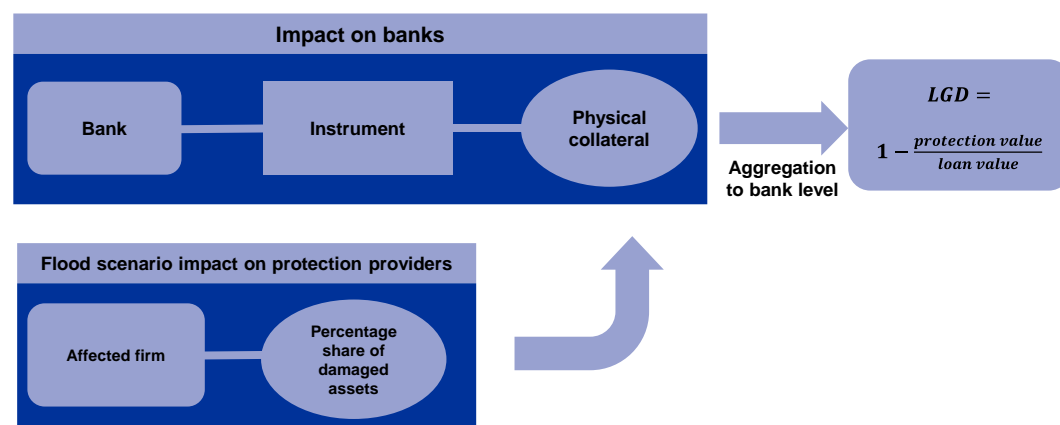 Impact on banks
Bank
Instrument
Physical
collateral
Aggregation
to bank level
LGD =
1 − protection value / loan value
Flood scenario impact on protection providers
Affected firm
Percentage
share of
damaged
assets